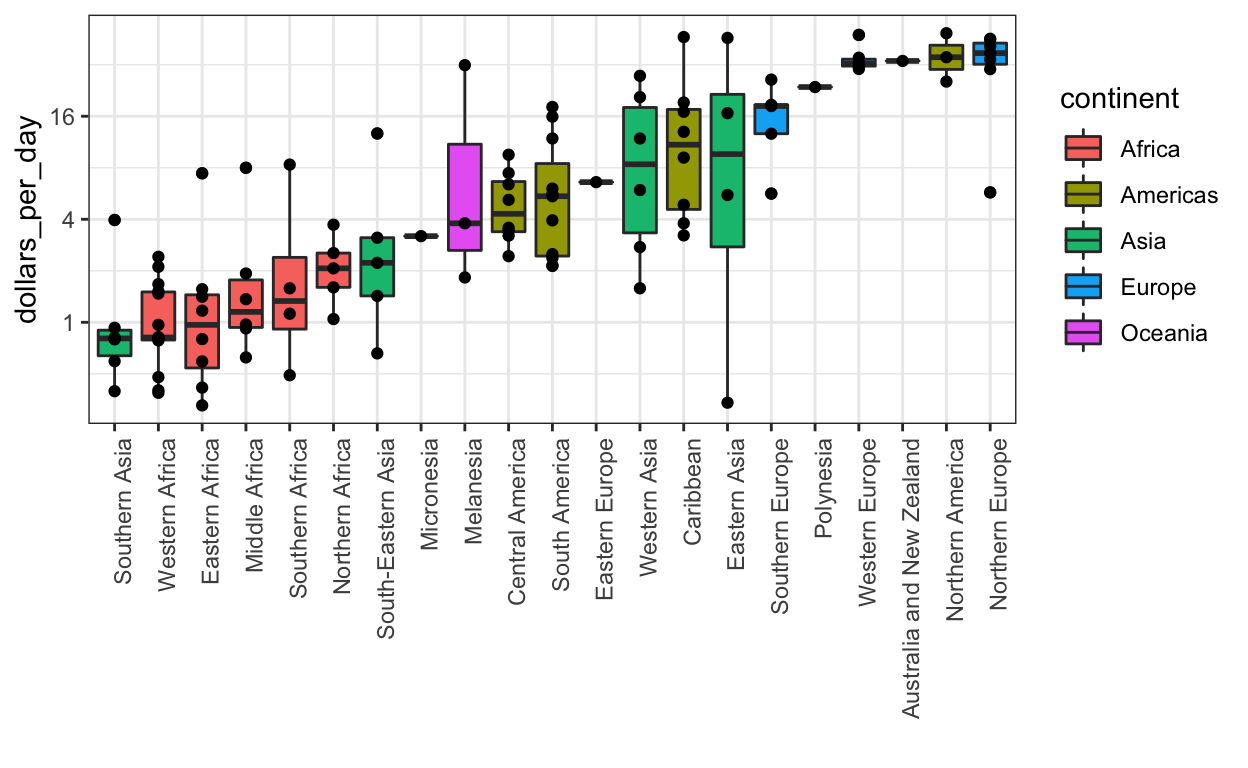 dollars_per_day
16
4
1
Southern Asia
Western Africa
Eastern Africa
Middle Africa
Southern Africa
Northern Africa
South-Eastern Asia
Micronesia
Melanesia
Central America
South America
Eastern Europe
Western Asia
Caribbean
Eastern Asia
Southern Europe
Polynesia
Western Europe
Australia and New Zealand
Northern America
Northern Europe
continent
Africa
Americas
Asia
Europe
Oceania